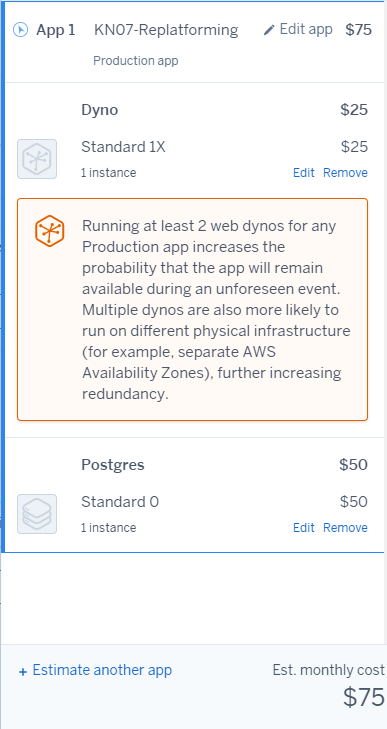 App 1 KN07-Replatforming Edit app $75
Production app
Dyno $25
Standard 1X $25
1 instance Edit Remove
Running at least 2 web dynos for any
Production app increases the
probability that the app will remain
available during an unforeseen event.
Multiple dynos are also more likely to
run on different physical infrastructure
(for example, separate AWS
Availability Zones), further increasing
redundancy.
Postgres $50
Standard 0 $50
1 instance Edit Remove
+ Estimate another app Est. monthly cost
$75